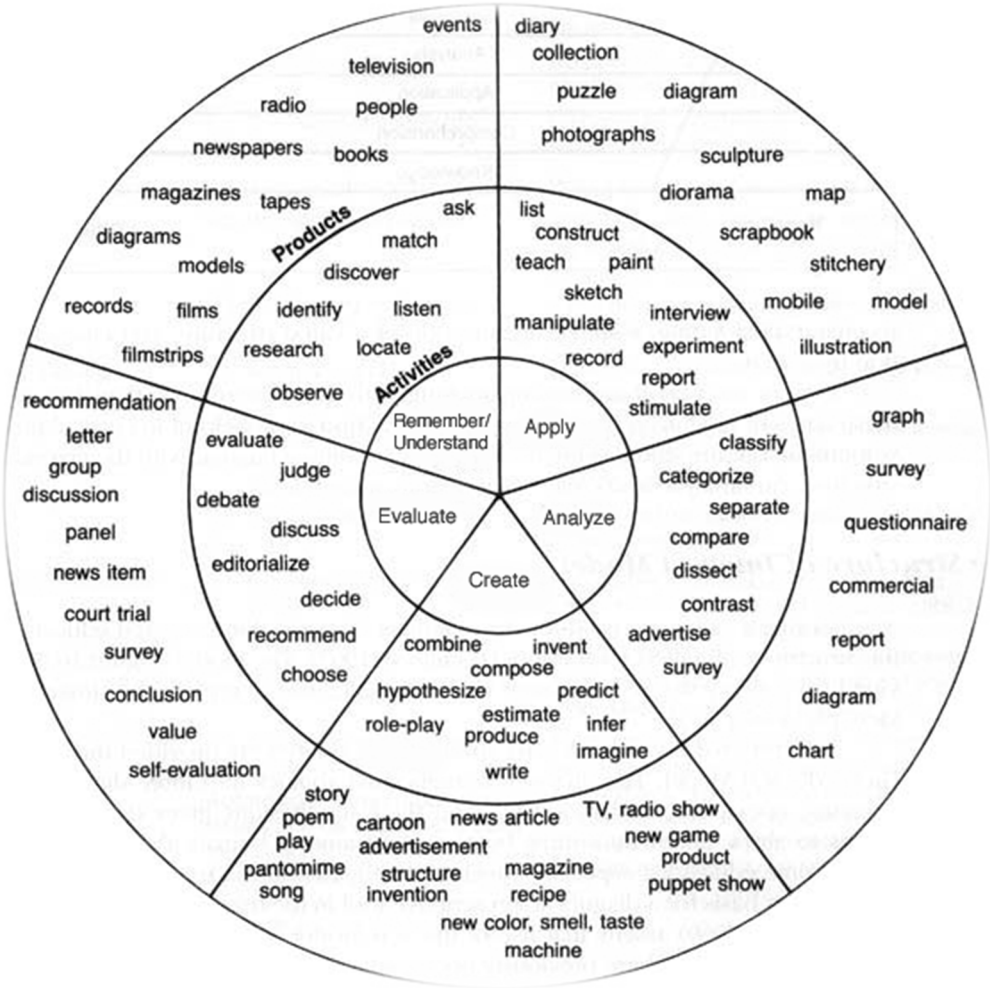 events
television
radio
people
newspapers
books
magazines
tapes
diagrams
models
records
films
filmstrips
diary
collection
puzzle
diagram
photographs
sculpture
diorama
map
scrapbook
stitchery
mobile
model
illustration
graph
survey
questionnaire
commercial
report
diagram
chart
story
poem
play
pantomime
song
cartoon
news article
advertisement
structure
invention
magazine
recipe
TV, radio show
new game
product
puppet show
new color, smell, taste
machine
recommendation
letter
group
discussion
panel
news item
court trial
survey
conclusion
value
self-evaluation
Products
ask
match
discover
identify
listen
research
locate
observe
list
construct
teach
paint
sketch
manipulate
interview
record
experiment
report
stimulate
classify
categorize
separate
compare
dissect
contrast
advertise
survey
combine
invent
compose
hypothesize
predict
estimate
role-play
produce
infer
imagine
write
evaluate
judge
debate
discuss
editorialize
decide
recommend
choose
Activities
Remember/
Understand
Apply
Analyze
Create
Evaluate